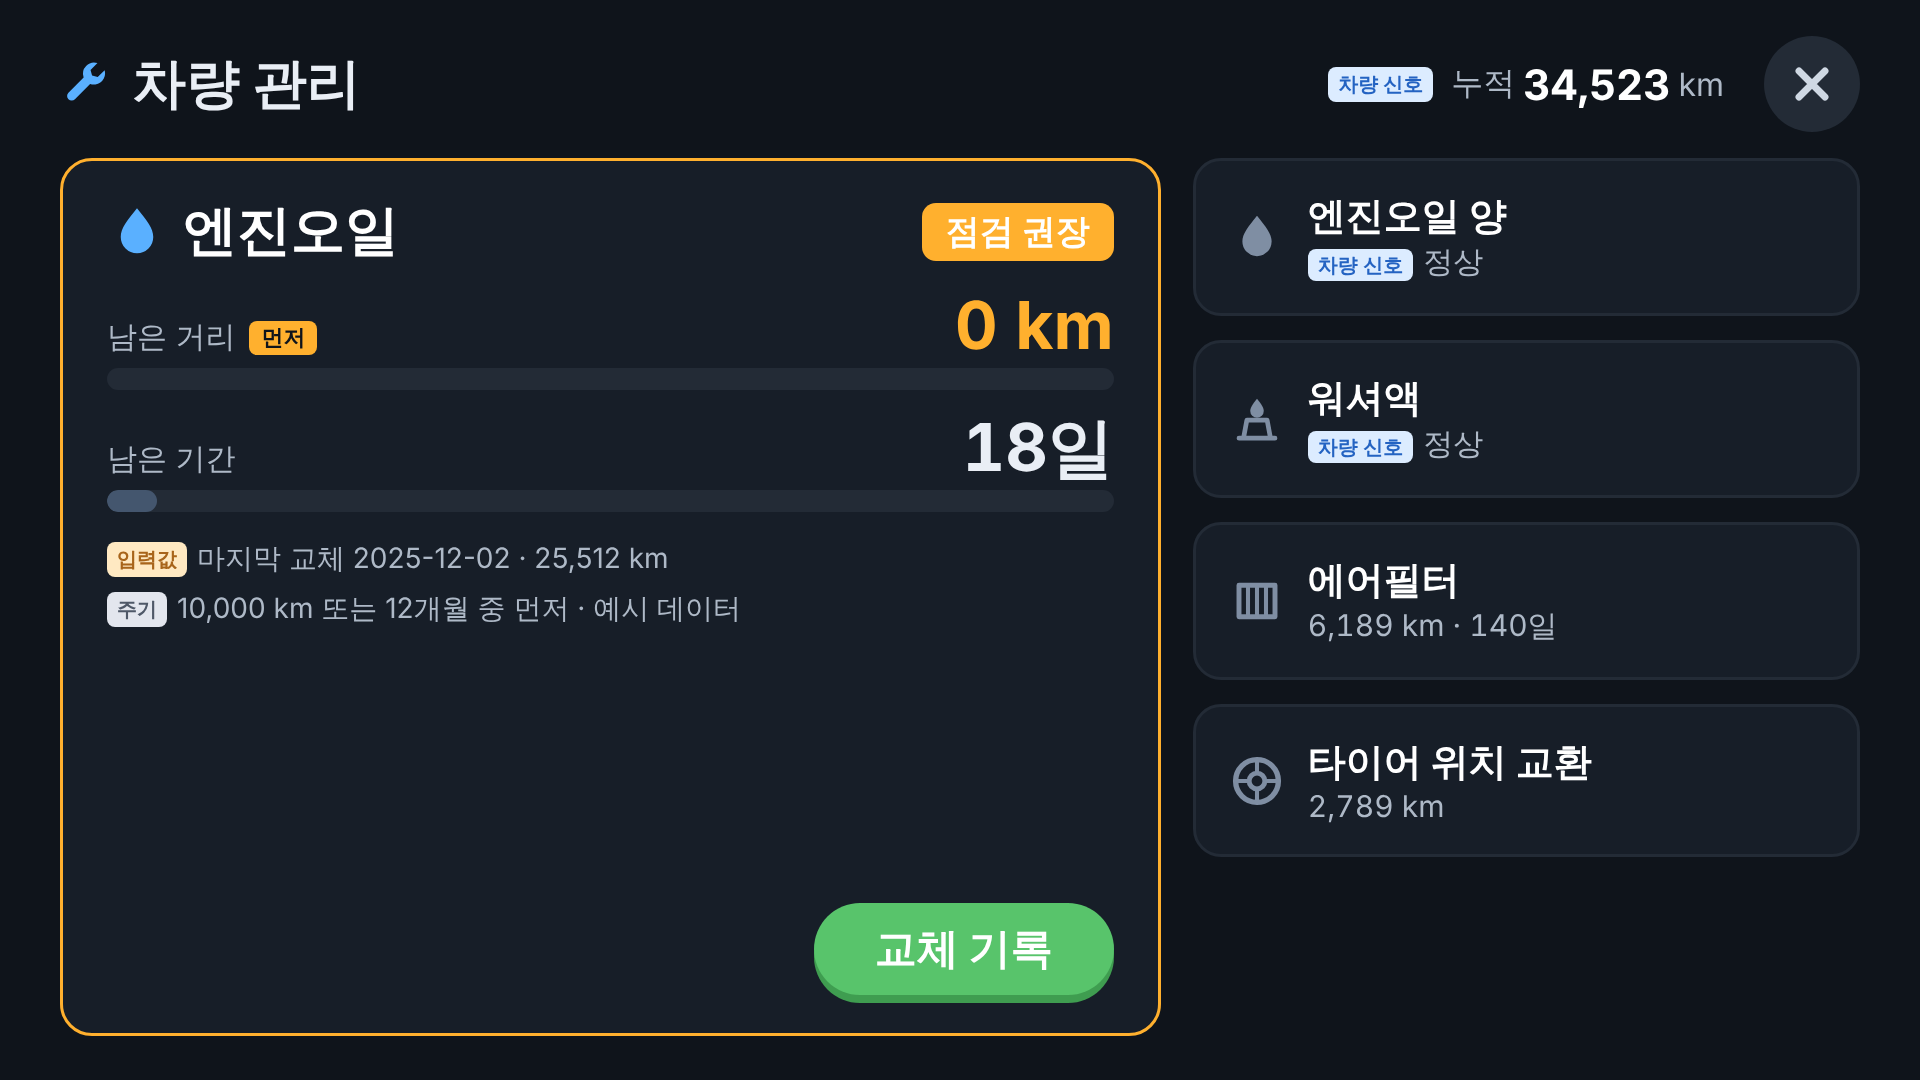 차량 관리
차량 신호 누적 34,523 km
엔진오일
점검 권장
남은 거리 먼저
0 km
남은 기간
18일
입력값 마지막 교체 2025-12-02 · 25,512 km
주기 10,000 km 또는 12개월 중 먼저 · 예시 데이터
교체 기록
엔진오일 양
차량 신호 정상
워셔액
차량 신호 정상
에어필터
6,189 km · 140일
타이어 위치 교환
2,789 km